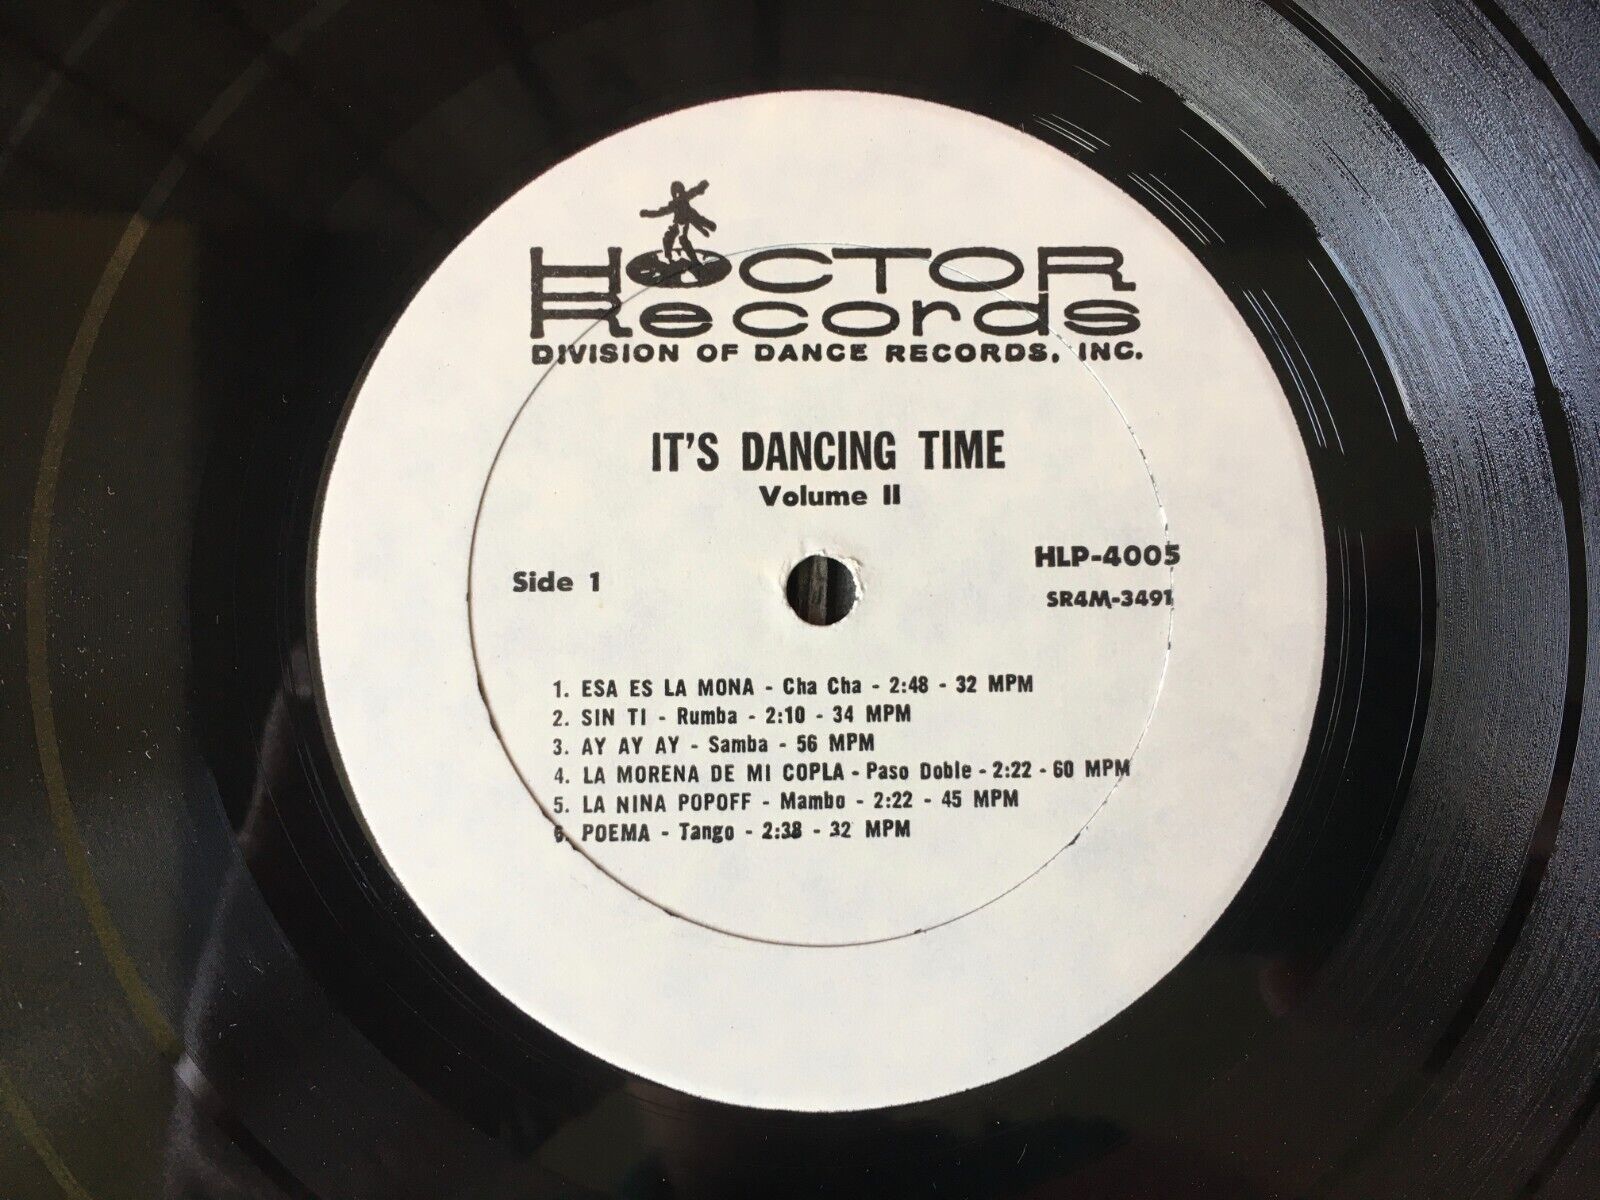 HOCTOR
Records
DIVISION OF DANCE RECORDS, INC.
IT'S DANCING TIME
Volume II
HLP-4005
Side 1
SR4M-3491
1. ESA ES LA MONA - Cha Cha - 2:48 - 32 MPM
2. SIN TI - Rumba - 2:10 - 34 MPM
3. AY AY AY - Samba - 56 MPM
4. LA MORENA DE MI COPLA - Paso Doble - 2:22 - 60 MPM
5. LA NINA POPOFF - Mambo - 2:22 - 45 MPM
6. POEMA - Tango - 2:38 - 32 MPM